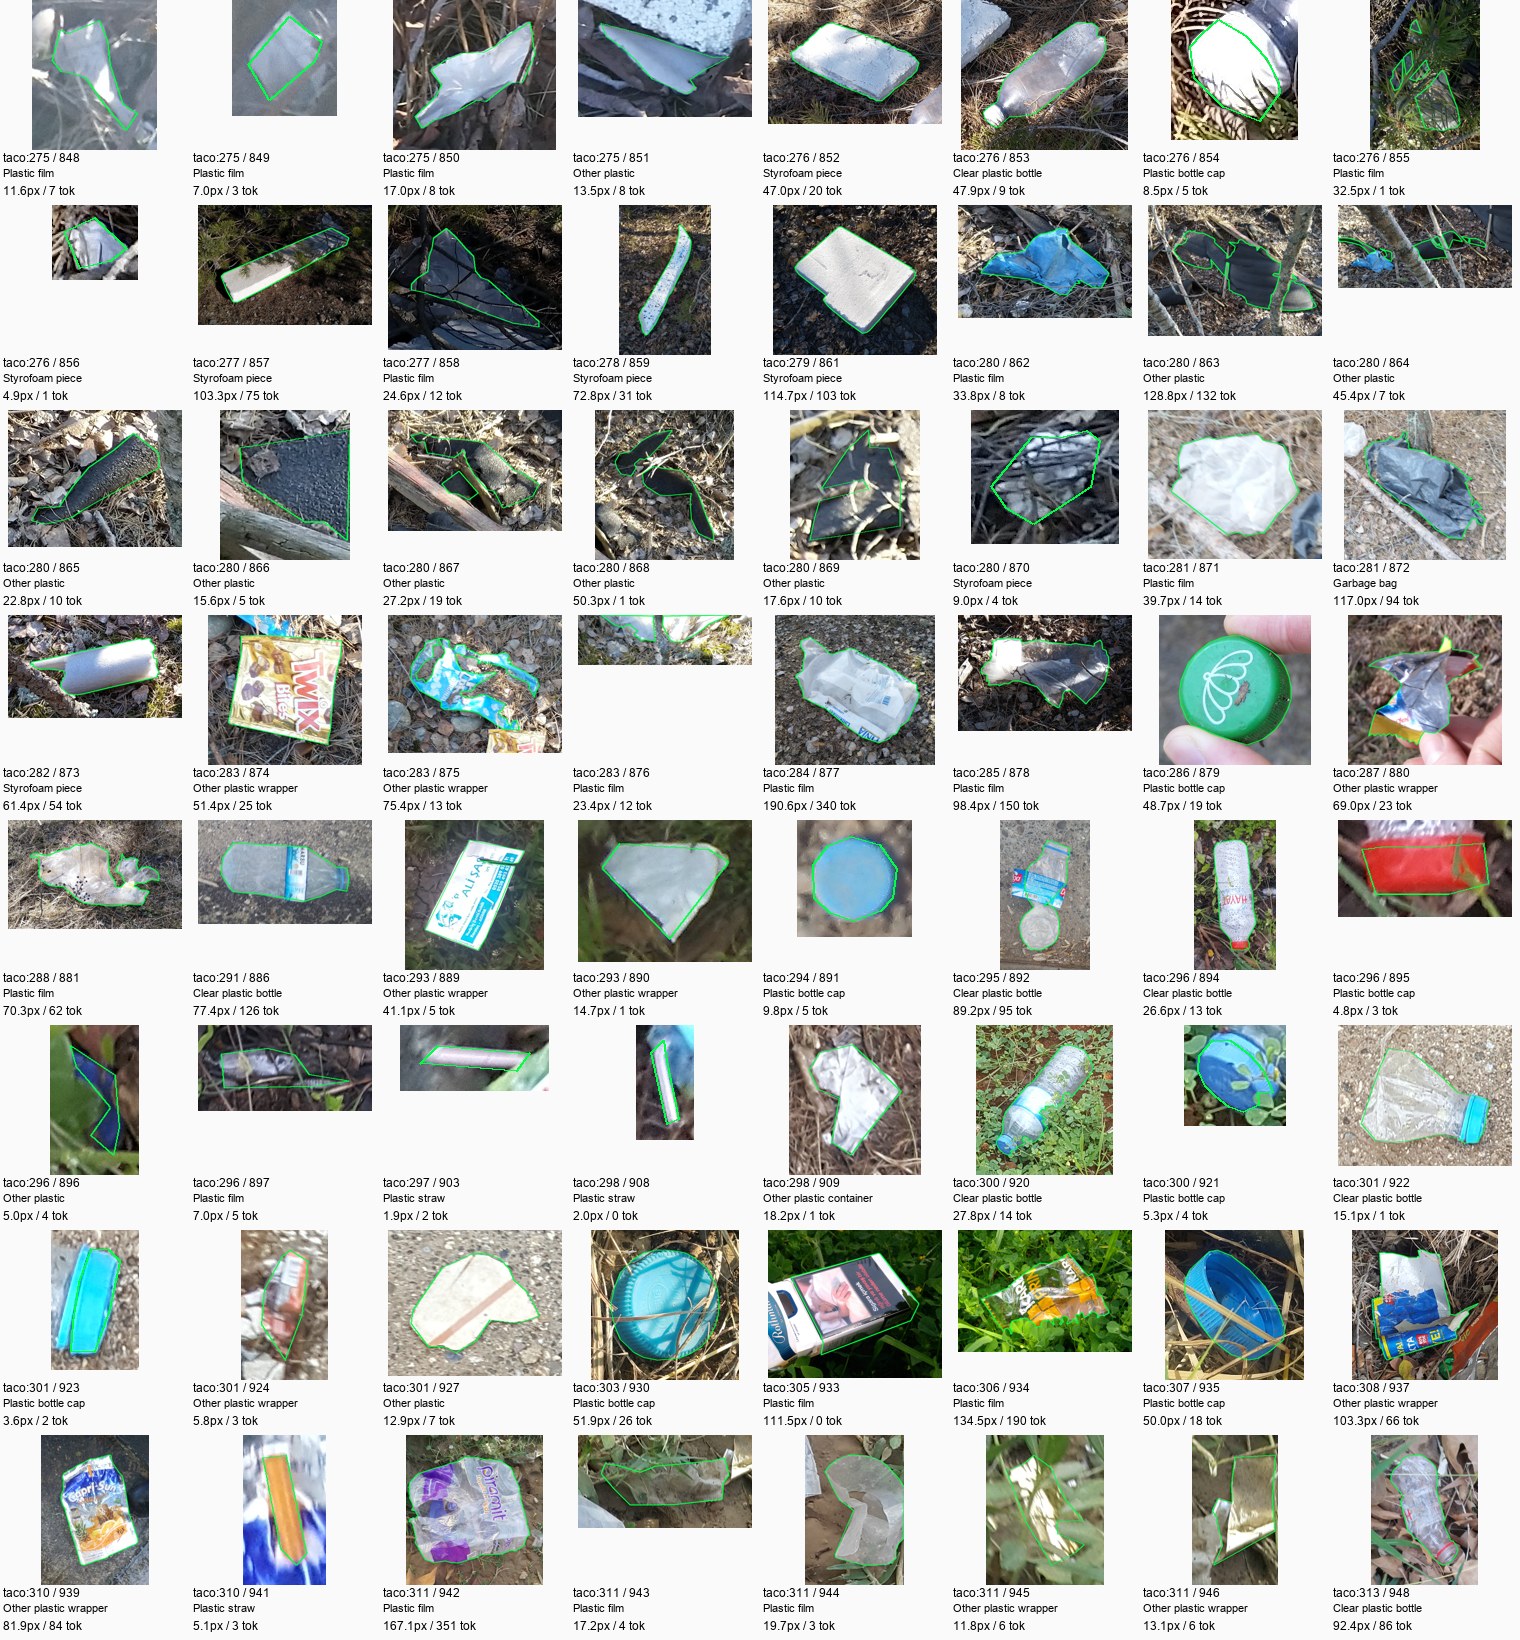 taco:275 / 848
Plastic film
11.6px / 7 tok
taco:275 / 849
Plastic film
7.0px / 3 tok
taco:275 / 850
Plastic film
17.0px / 8 tok
taco:275 / 851
Other plastic
13.5px / 8 tok
taco:276 / 852
Styrofoam piece
47.0px / 20 tok
taco:276 / 853
Clear plastic bottle
47.9px / 9 tok
taco:276 / 854
Plastic bottle cap
8.5px / 5 tok
taco:276 / 855
Plastic film
32.5px / 1 tok
taco:276 / 856
Styrofoam piece
4.9px / 1 tok
taco:277 / 857
Styrofoam piece
103.3px / 75 tok
taco:277 / 858
Plastic film
24.6px / 12 tok
taco:278 / 859
Styrofoam piece
72.8px / 31 tok
taco:279 / 861
Styrofoam piece
114.7px / 103 tok
taco:280 / 862
Plastic film
33.8px / 8 tok
taco:280 / 863
Other plastic
128.8px / 132 tok
taco:280 / 864
Other plastic
45.4px / 7 tok
taco:280 / 865
Other plastic
22.8px / 10 tok
taco:280 / 866
Other plastic
15.6px / 5 tok
taco:280 / 867
Other plastic
27.2px / 19 tok
taco:280 / 868
Other plastic
50.3px / 1 tok
taco:280 / 869
Other plastic
17.6px / 10 tok
taco:280 / 870
Styrofoam piece
9.0px / 4 tok
taco:281 / 871
Plastic film
39.7px / 14 tok
taco:281 / 872
Garbage bag
117.0px / 94 tok
TWIX
Bites
taco:282 / 873
Styrofoam piece
61.4px / 54 tok
taco:283 / 874
Other plastic wrapper
51.4px / 25 tok
taco:283 / 875
Other plastic wrapper
75.4px / 13 tok
taco:283 / 876
Plastic film
23.4px / 12 tok
taco:284 / 877
Plastic film
190.6px / 340 tok
taco:285 / 878
Plastic film
98.4px / 150 tok
taco:286 / 879
Plastic bottle cap
48.7px / 19 tok
taco:287 / 880
Other plastic wrapper
69.0px / 23 tok
ALİ SA
HAYAT
taco:288 / 881
Plastic film
70.3px / 62 tok
taco:291 / 886
Clear plastic bottle
77.4px / 126 tok
taco:293 / 889
Other plastic wrapper
41.1px / 5 tok
taco:293 / 890
Other plastic wrapper
14.7px / 1 tok
taco:294 / 891
Plastic bottle cap
9.8px / 5 tok
taco:295 / 892
Clear plastic bottle
89.2px / 95 tok
taco:296 / 894
Clear plastic bottle
26.6px / 13 tok
taco:296 / 895
Plastic bottle cap
4.8px / 3 tok
taco:296 / 896
Other plastic
5.0px / 4 tok
taco:296 / 897
Plastic film
7.0px / 5 tok
taco:297 / 903
Plastic straw
1.9px / 2 tok
taco:298 / 908
Plastic straw
2.0px / 0 tok
taco:298 / 909
Other plastic container
18.2px / 1 tok
taco:300 / 920
Clear plastic bottle
27.8px / 14 tok
taco:300 / 921
Plastic bottle cap
5.3px / 4 tok
taco:301 / 922
Clear plastic bottle
15.1px / 1 tok
taco:301 / 923
Plastic bottle cap
3.6px / 2 tok
taco:301 / 924
Other plastic wrapper
5.8px / 3 tok
taco:301 / 927
Other plastic
12.9px / 7 tok
taco:303 / 930
Plastic bottle cap
51.9px / 26 tok
taco:305 / 933
Plastic film
111.5px / 0 tok
taco:306 / 934
Plastic film
134.5px / 190 tok
taco:307 / 935
Plastic bottle cap
50.0px / 18 tok
taco:308 / 937
Other plastic wrapper
103.3px / 66 tok
Capri-Sun
piramit
taco:310 / 939
Other plastic wrapper
81.9px / 84 tok
taco:310 / 941
Plastic straw
5.1px / 3 tok
taco:311 / 942
Plastic film
167.1px / 351 tok
taco:311 / 943
Plastic film
17.2px / 4 tok
taco:311 / 944
Plastic film
19.7px / 3 tok
taco:311 / 945
Other plastic wrapper
11.8px / 6 tok
taco:311 / 946
Other plastic wrapper
13.1px / 6 tok
taco:313 / 948
Clear plastic bottle
92.4px / 86 tok